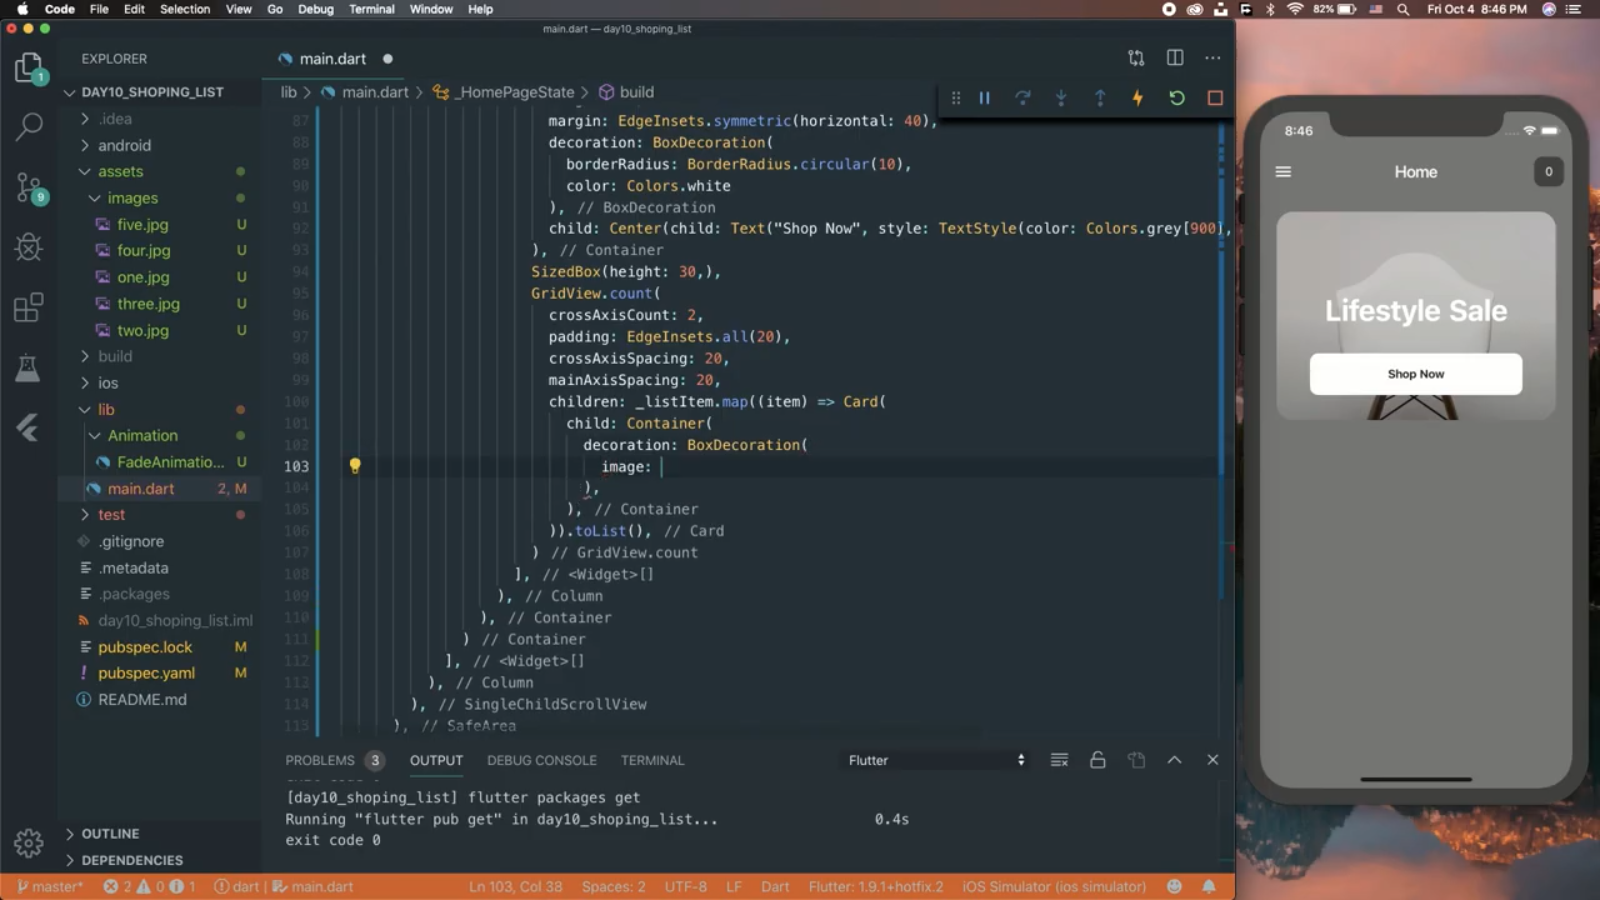 Code File Edit Selection View Go Debug Terminal Window Help 82% Fri Oct 4 8:46 PM
main.dart — day10_shoping_list
EXPLORER
DAY10_SHOPING_LIST
.idea
android
assets
images
five.jpg U
four.jpg U
one.jpg U
three.jpg U
two.jpg U
build
ios
lib
Animation
FadeAnimatio... U
main.dart 2, M
test
.gitignore
.metadata
.packages
day10_shoping_list.iml
pubspec.lock M
pubspec.yaml M
README.md
OUTLINE
DEPENDENCIES
1
9
main.dart
lib > main.dart > _HomePageState > build
87 margin: EdgeInsets.symmetric(horizontal: 40),
88 decoration: BoxDecoration(
89 borderRadius: BorderRadius.circular(10),
90 color: Colors.white
91 ), // BoxDecoration
92 child: Center(child: Text("Shop Now", style: TextStyle(color: Colors.grey[900],
93 ), // Container
94 SizedBox(height: 30,),
95 GridView.count(
96 crossAxisCount: 2,
97 padding: EdgeInsets.all(20),
98 crossAxisSpacing: 20,
99 mainAxisSpacing: 20,
100 children: _listItem.map((item) => Card(
101 child: Container(
102 decoration: BoxDecoration(
103 image:
104 ),
105 ), // Container
106 )).toList(), // Card
107 ) // GridView.count
108 ], // <Widget>[]
109 ), // Column
110 ), // Container
111 ) // Container
112 ], // <Widget>[]
113 ), // Column
114 ), // SingleChildScrollView
115 ), // SafeArea
PROBLEMS 3 OUTPUT DEBUG CONSOLE TERMINAL Flutter
[day10_shoping_list] flutter packages get
Running "flutter pub get" in day10_shoping_list... 0.4s
exit code 0
master* 2 0 1 dart | main.dart Ln 103, Col 38 Spaces: 2 UTF-8 LF Dart Flutter: 1.9.1+hotfix.2 iOS Simulator (ios simulator)
8:46
Home 0
Lifestyle Sale
Shop Now